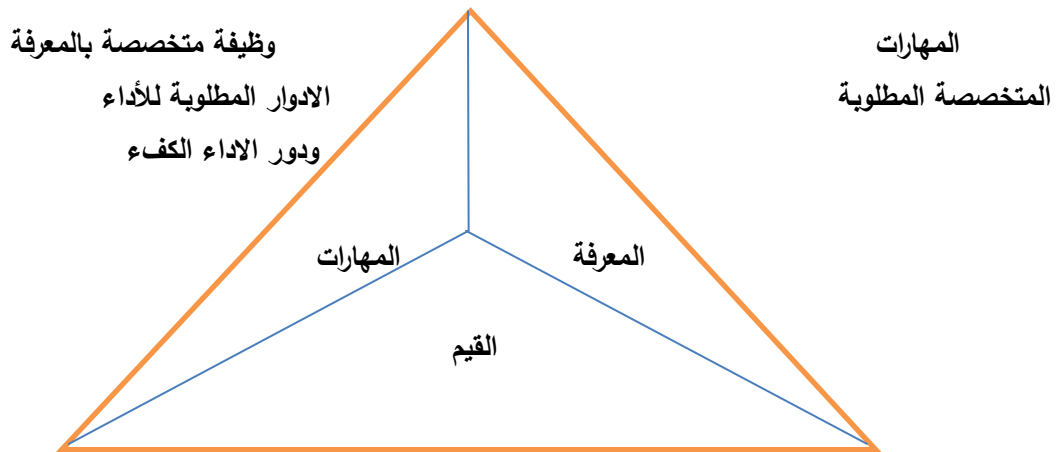 المهارات
المتخصصة المطلوبة
وظيفة متخصصة بالمعرفة
الادوار المطلوبة للأداء
ودور الاداء الكفء
المعرفة
المهارات
القيم